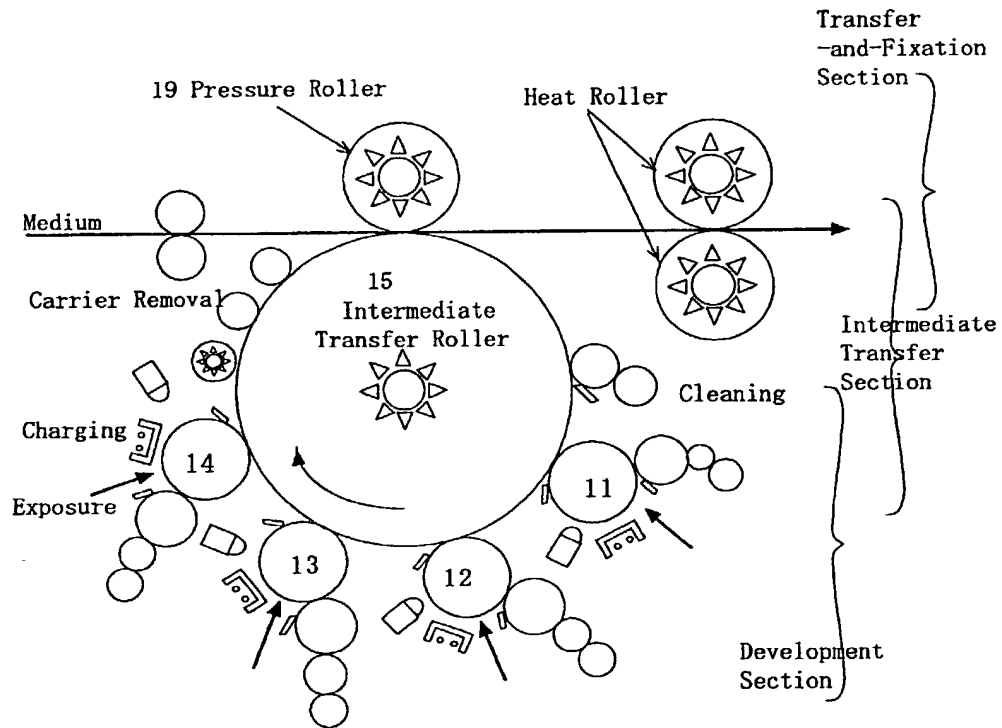 Transfer
-and-Fixation
Section
19 Pressure Roller
Heat Roller
Medium
15
Intermediate
Transfer Roller
Carrier Removal
Intermediate
Transfer
Section
Cleaning
Charging
14
11
Exposure
13
12
Development
Section